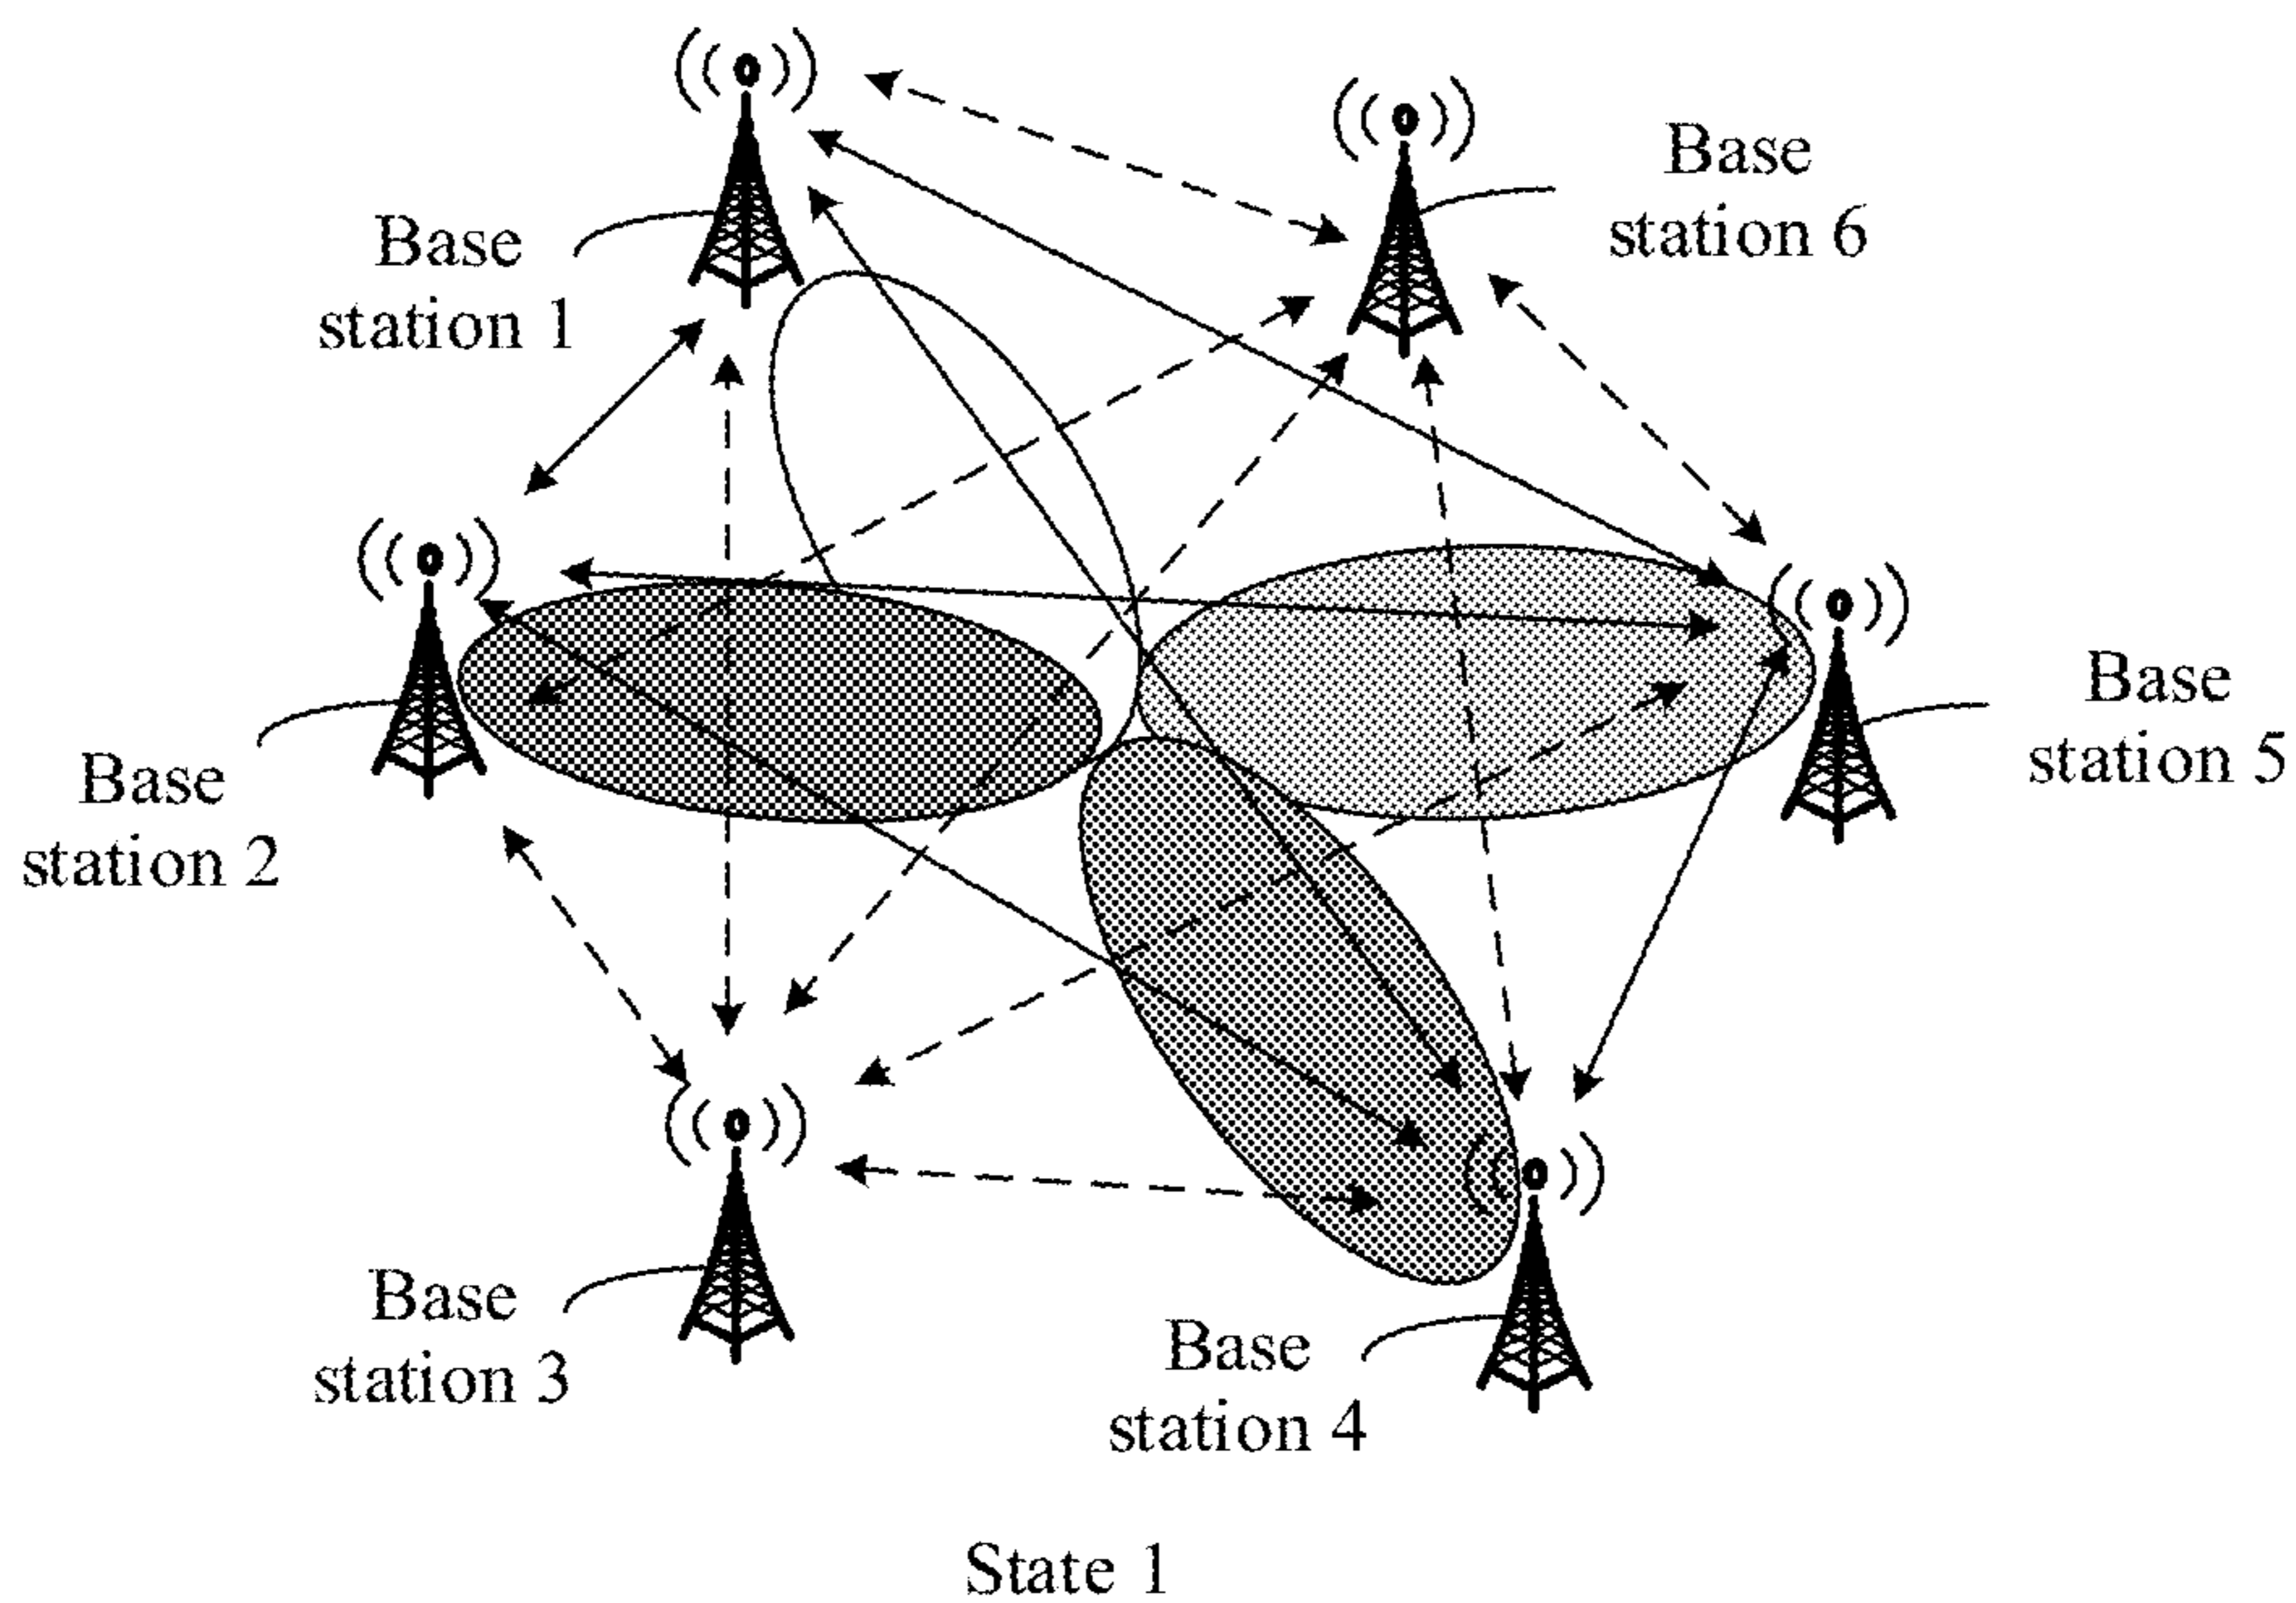 Base
station 6
Base
station 1
Base
station 5
Base
station 2
Base
station 3
Base
station 4
State 1